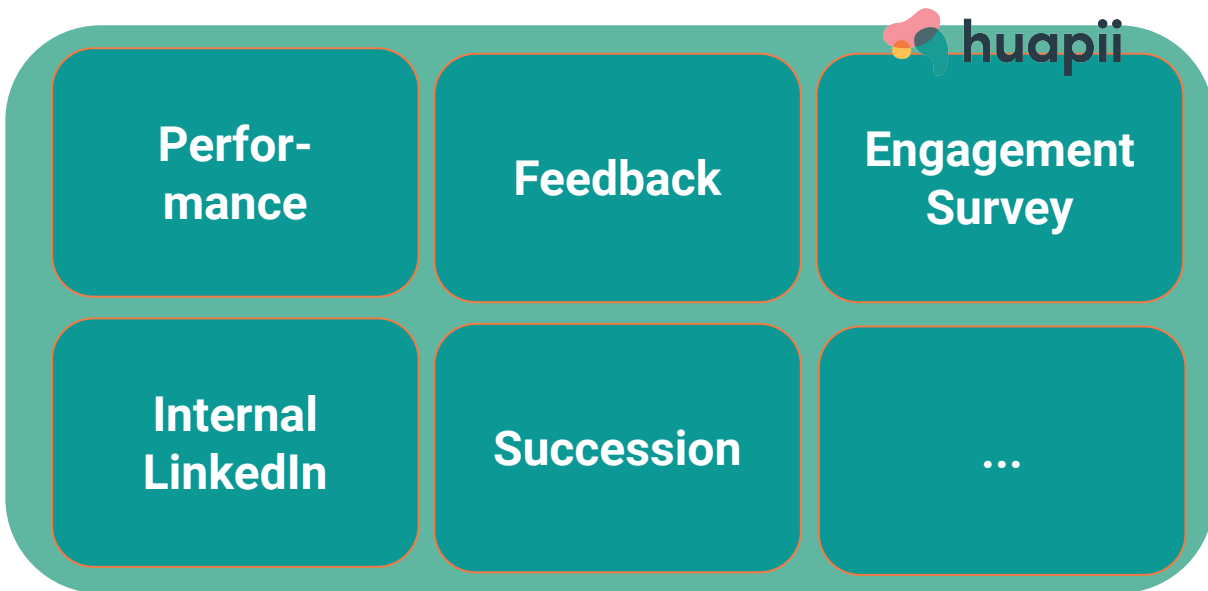 huapii
Perfor-
mance
Feedback
Engagement
Survey
Internal
LinkedIn
Succession
...